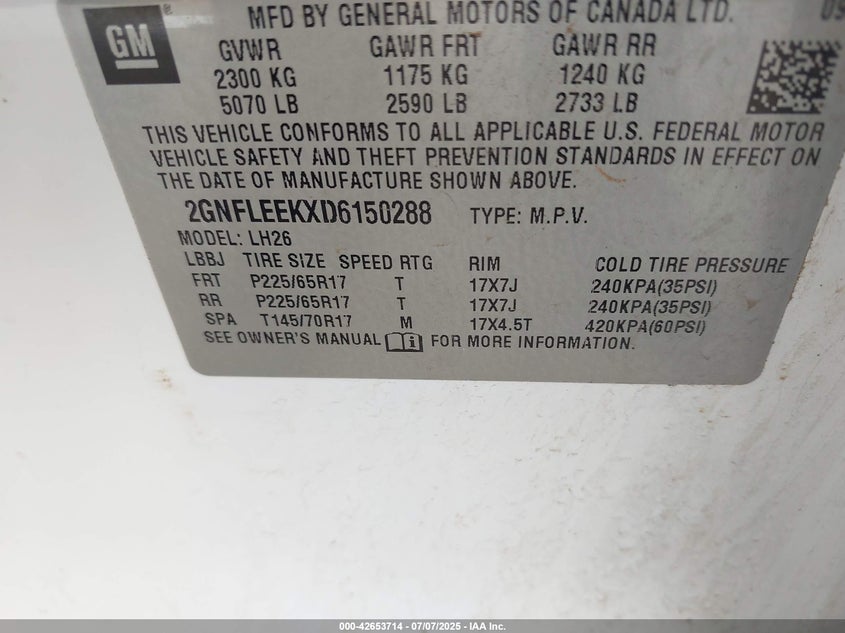 MFD BY GENERAL MOTORS OF CANADA LTD.
GM ®
GVWR GAWR FRT GAWR RR
2300 KG 1175 KG 1240 KG
5070 LB 2590 LB 2733 LB
THIS VEHICLE CONFORMS TO ALL APPLICABLE U.S. FEDERAL MOTOR
VEHICLE SAFETY AND THEFT PREVENTION STANDARDS IN EFFECT ON
THE DATE OF MANUFACTURE SHOWN ABOVE.
2GNFLEEKXD6150288 TYPE: M.P.V.
MODEL: LH26
LBBJ TIRE SIZE SPEED RTG RIM COLD TIRE PRESSURE
FRT P225/65R17 T 17X7J 240KPA(35PSI)
RR P225/65R17 T 17X7J 240KPA(35PSI)
SPA T145/70R17 M 17X4.5T 420KPA(60PSI)
SEE OWNER'S MANUAL i FOR MORE INFORMATION.
000-42653714 - 07/07/2025 - IAA Inc.